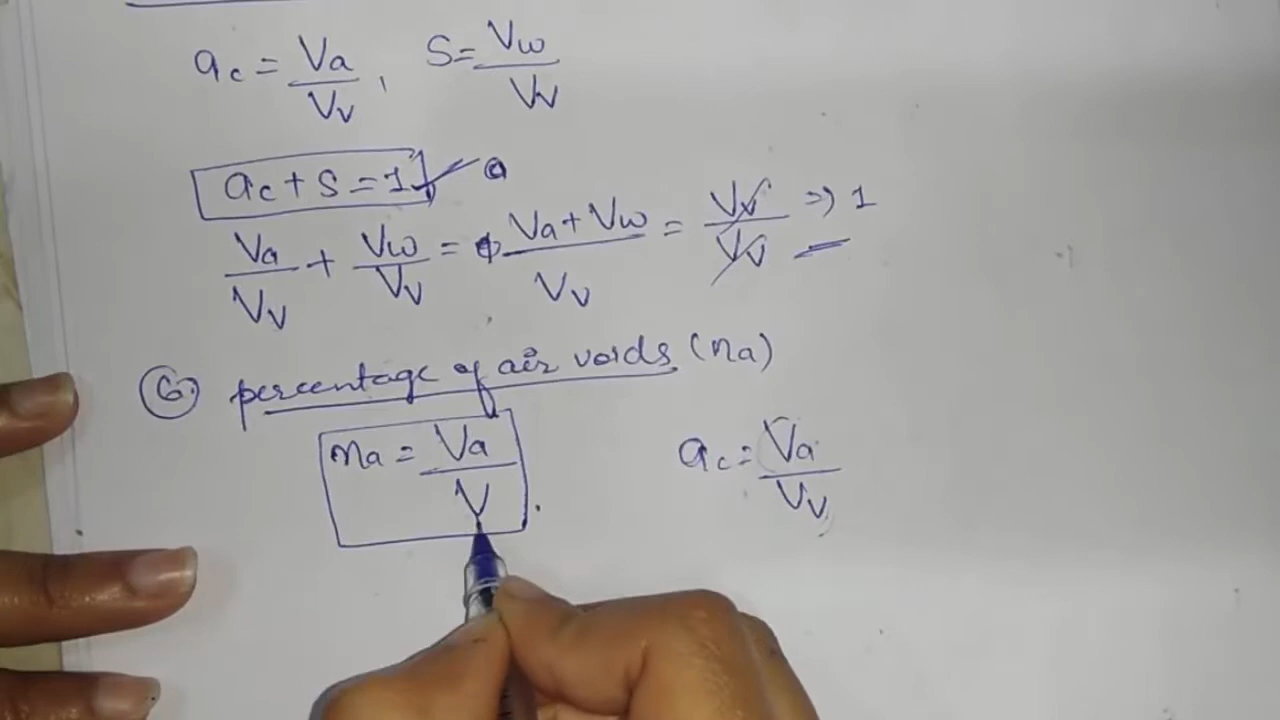 ac = Va/Vv, S = Vw/Vv
ac + S = 1
Va/Vv + Vw/Vv = Va + Vw/Vv = Vv/Vv => 1
6. percentage of air voids (na)
na = Va/V. ac = Va/Vv